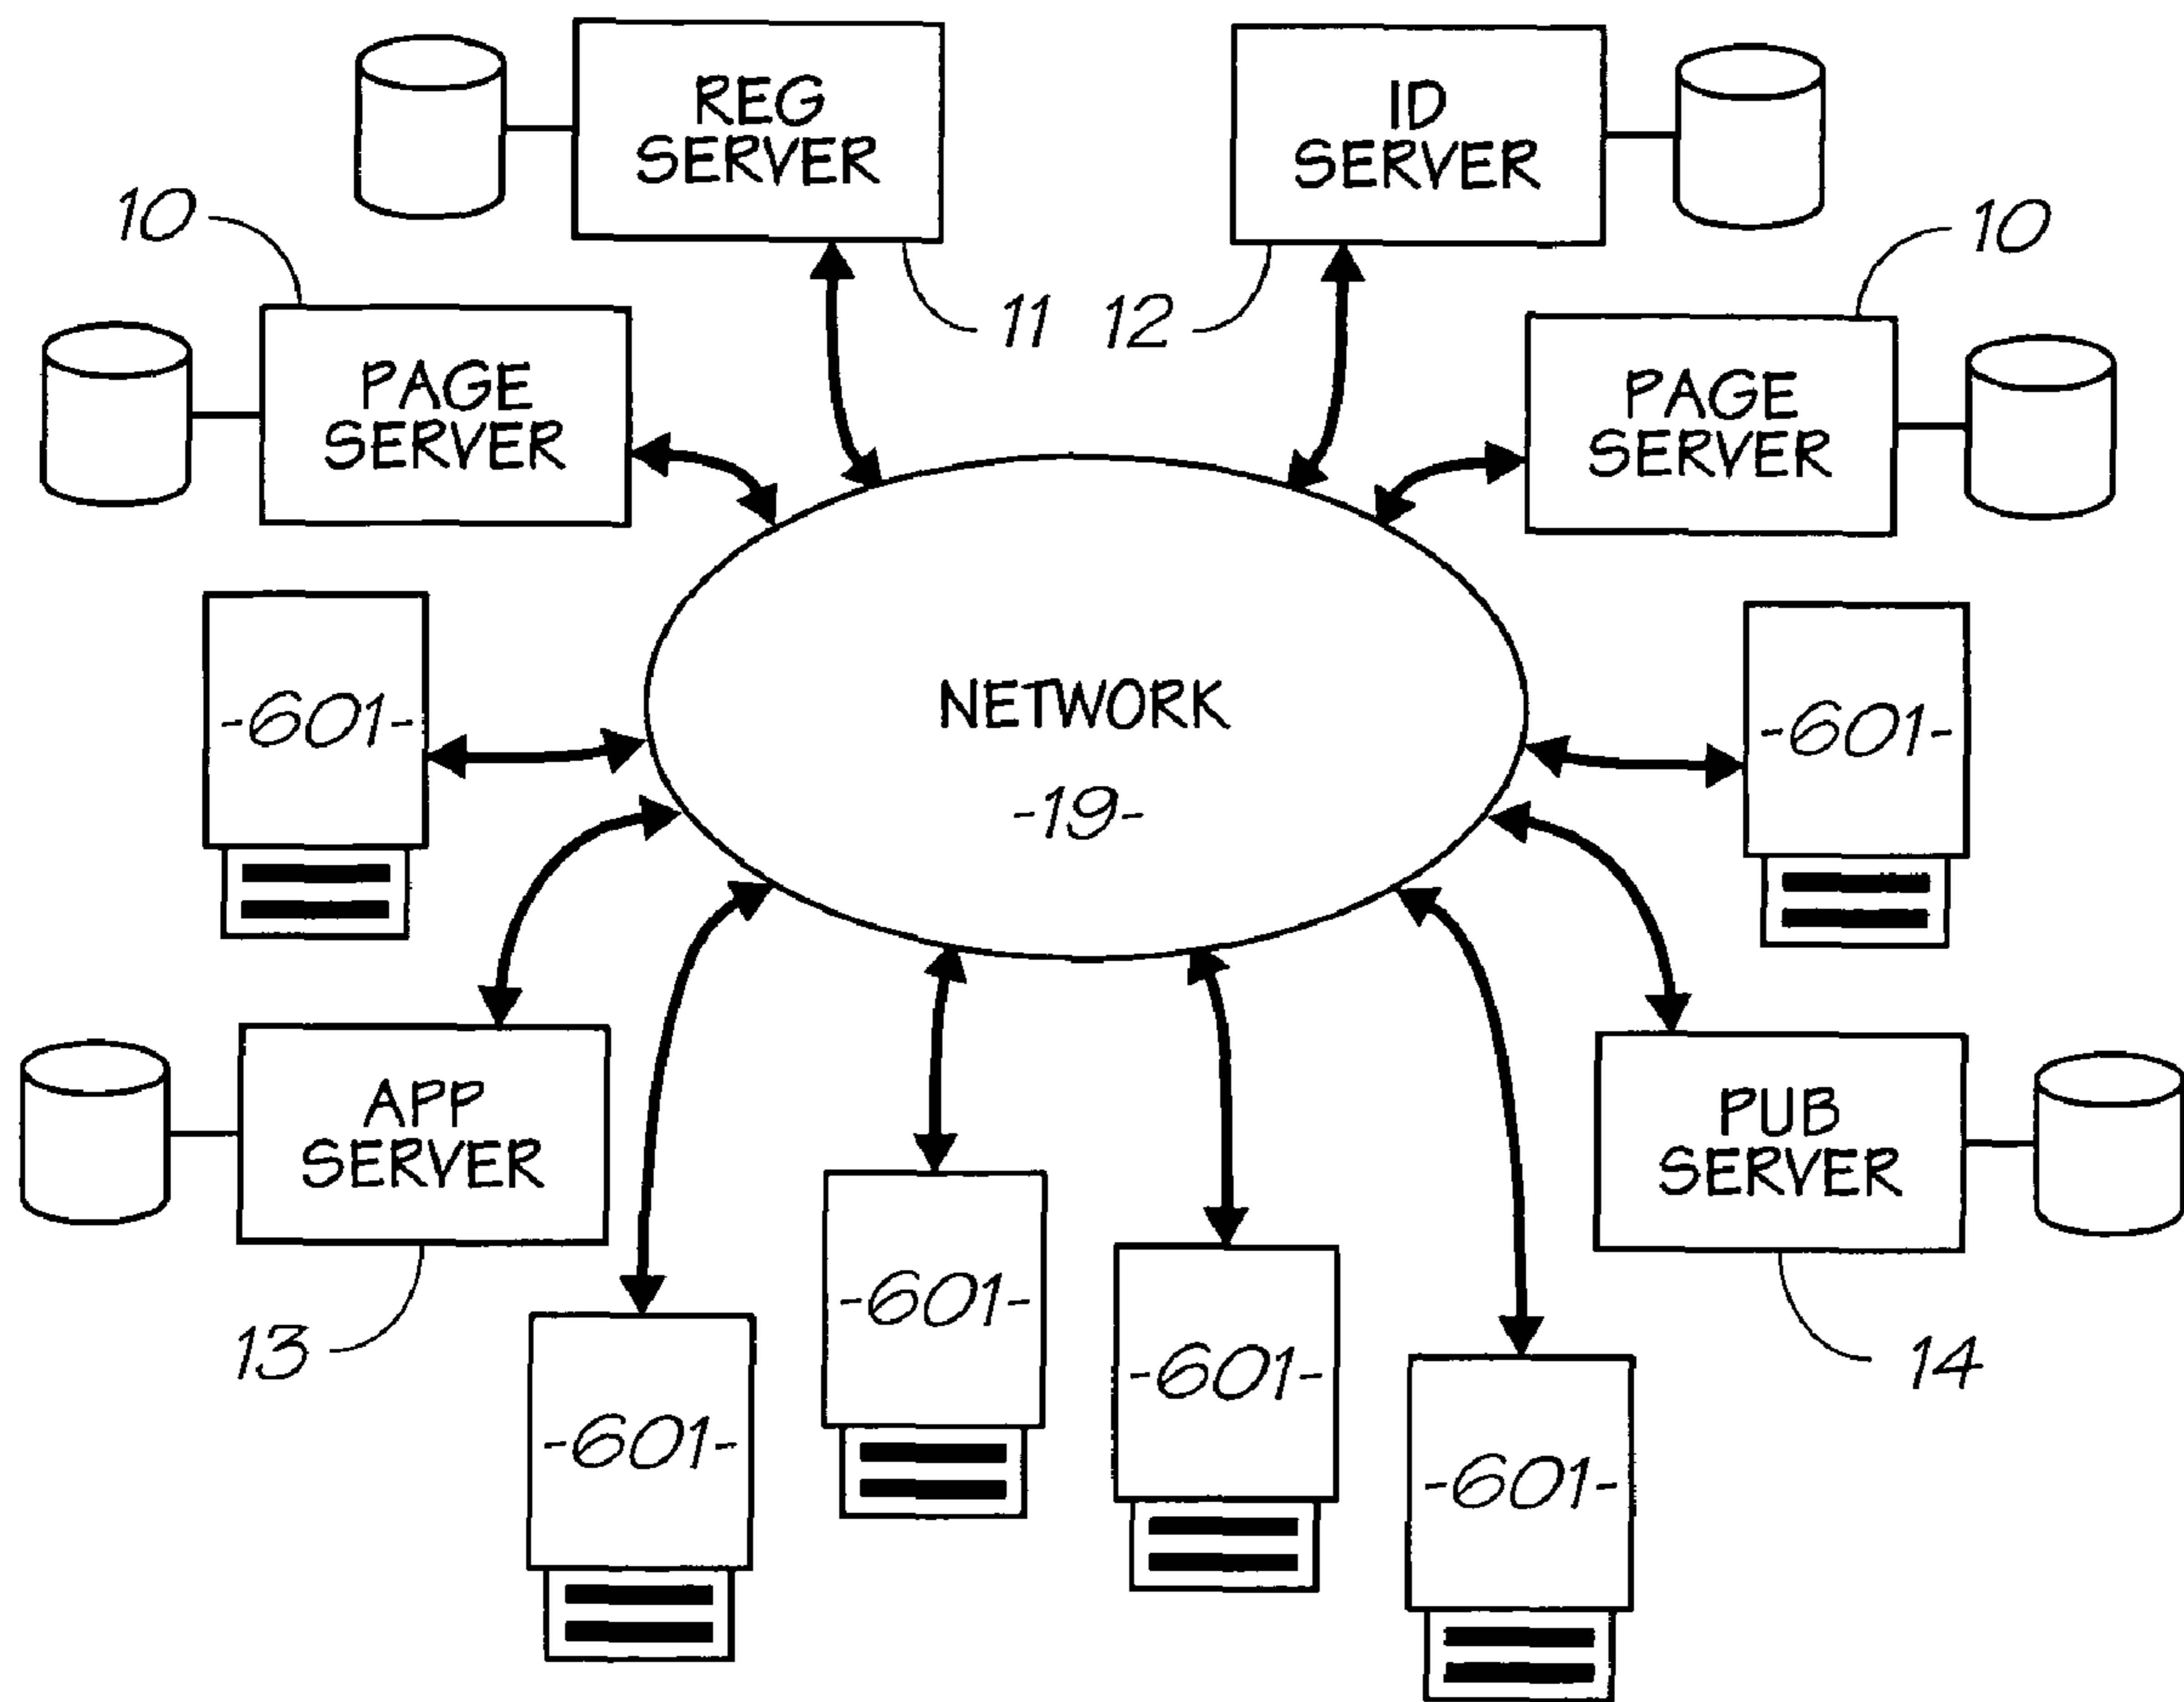 REG
SERVER
ID
SERVER
10
10
11
12
PAGE
SERVER
PAGE
SERVER
-601-
NETWORK
-19-
-601-
APP
SERVER
PUB
SERVER
13
-601-
-601-
-601-
-601-
14